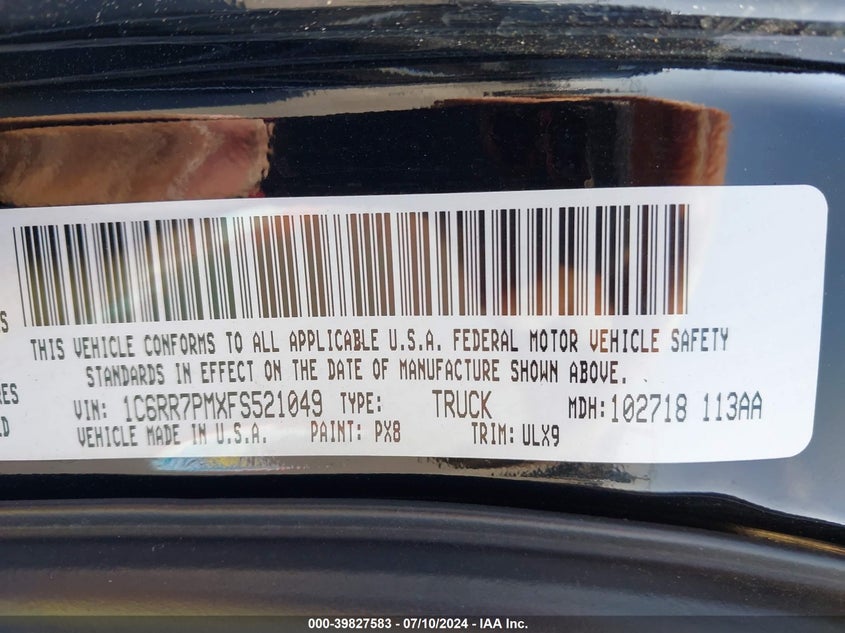 S
THIS VEHICLE CONFORMS TO ALL APPLICABLE U.S.A. FEDERAL MOTOR VEHICLE SAFETY
RES STANDARDS IN EFFECT ON THE DATE OF MANUFACTURE SHOWN ABOVE.
VIN: 1C6RR7PMXFS521049 TYPE: TRUCK MDH: 102718 113AA
D VEHICLE MADE IN U.S.A. PAINT: PX8 TRIM: ULX9
000-39827583 / 07/10/2024 - IAA Inc.